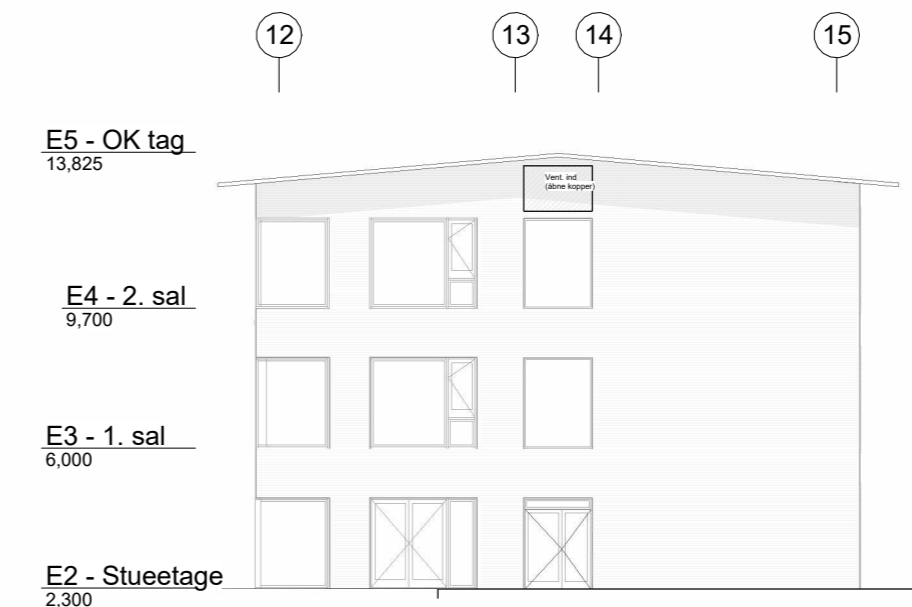 12 13 14 15
E5 - OK tag
13,825
Vent. ind
(åbne kopper)
E4 - 2. sal
9,700
E3 - 1. sal
6,000
E2 - Stueetage
2,300